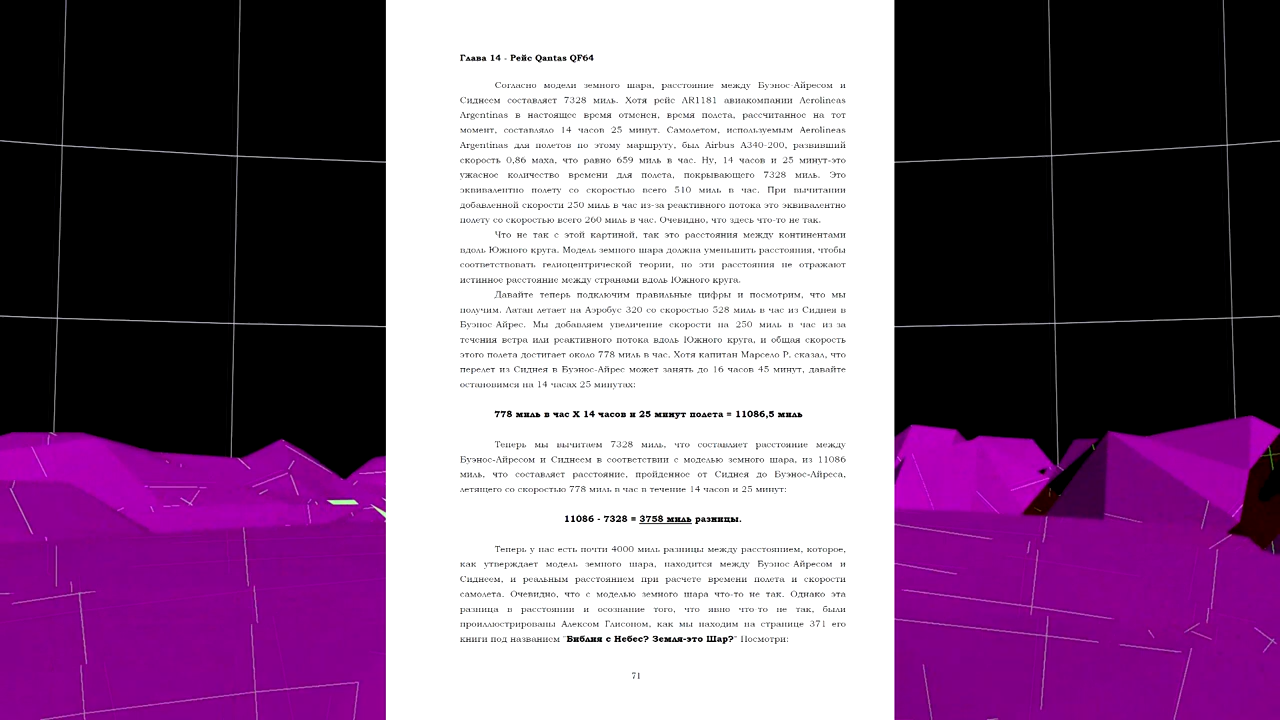 Глава 14 - Рейс Qantas QF64
Согласно модели земного шара, расстояние между Буэнос-Айресом и
Сиднеем составляет 7328 миль. Хотя рейс AR1181 авиакомпании Aerolineas
Argentinas в настоящее время отменен, время полета, рассчитанное на тот
момент, составляло 14 часов 25 минут. Самолетом, используемым Aerolineas
Argentinas для полетов по этому маршруту, был Airbus A340-200, развивший
скорость 0,86 маха, что равно 659 миль в час. Ну, 14 часов и 25 минут-это
ужасное количество времени для полета, покрывающего 7328 миль. Это
эквивалентно полету со скоростью всего 510 миль в час. При вычитании
добавленной скорости 250 миль в час из-за реактивного потока это эквивалентно
полету со скоростью всего 260 миль в час. Очевидно, что здесь что-то не так.
Что не так с этой картиной, так это расстояния между континентами
вдоль Южного круга. Модель земного шара должна уменьшить расстояния, чтобы
соответствовать гелиоцентрической теории, но эти расстояния не отражают
истинное расстояние между странами вдоль Южного круга.
Давайте теперь подключим правильные цифры и посмотрим, что мы
получим. Латан летает на Аэробус 320 со скоростью 528 миль в час из Сиднея в
Буэнос-Айрес. Мы добавляем увеличение скорости на 250 миль в час из-за
течения ветра или реактивного потока вдоль Южного круга, и общая скорость
этого полета достигает около 778 миль в час. Хотя капитан Марсело Р. сказал, что
перелет из Сиднея в Буэнос-Айрес может занять до 16 часов 45 минут, давайте
остановимся на 14 часах 25 минутах:
778 миль в час X 14 часов и 25 минут полета = 11086,5 миль
Теперь мы вычитаем 7328 миль, что составляет расстояние между
Буэнос-Айресом и Сиднеем в соответствии с моделью земного шара, из 11086
миль, что составляет расстояние, пройденное от Сиднея до Буэнос-Айреса,
летящего со скоростью 778 миль в час в течение 14 часов и 25 минут:
11086 - 7328 = 3758 миль разницы.
Теперь у нас есть почти 4000 миль разницы между расстоянием, которое,
как утверждает модель земного шара, находится между Буэнос-Айресом и
Сиднеем, и реальным расстоянием при расчете времени полета и скорости
самолета. Очевидно, что с моделью земного шара что-то не так. Однако эта
разница в расстоянии и осознание того, что явно что-то не так, были
проиллюстрированы Алексом Глисоном, как мы находим на странице 371 его
книги под названием "Библия с Небес? Земля-это Шар?" Посмотри:
71